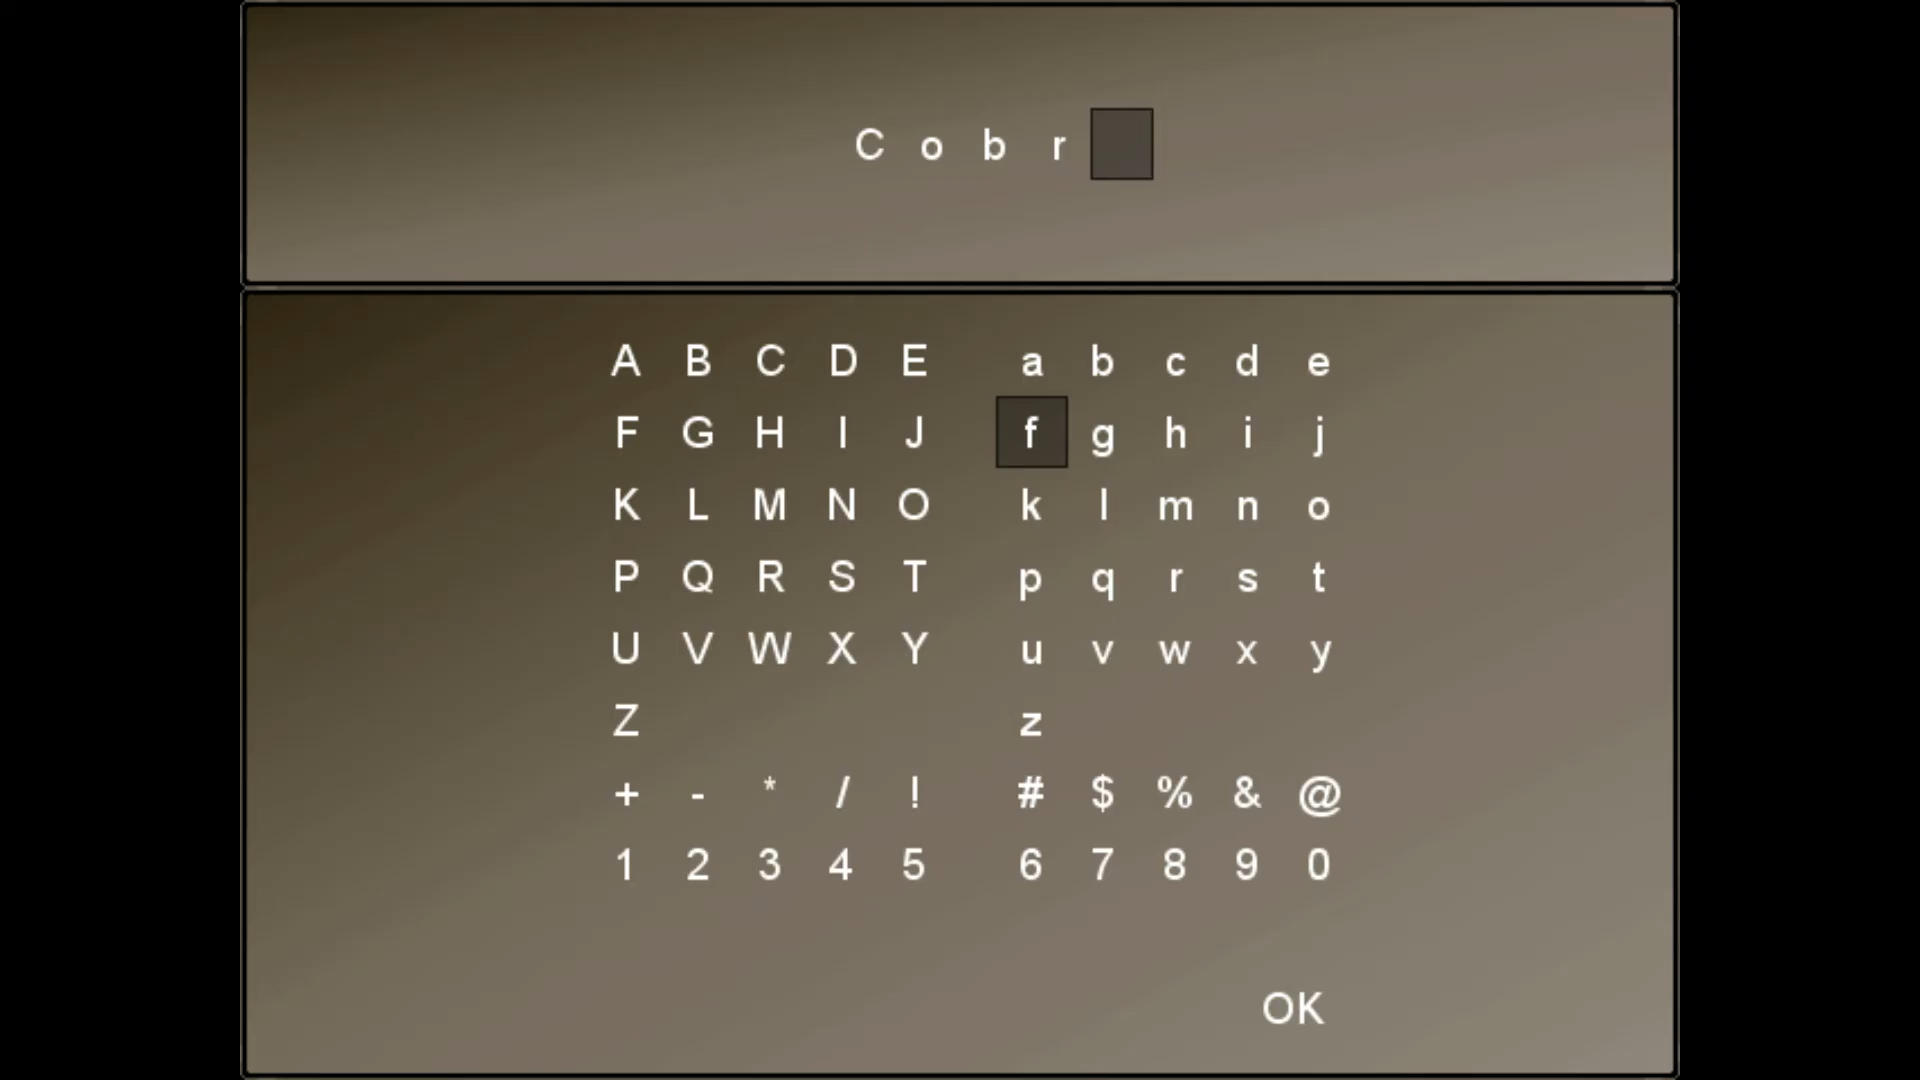 C o b r
A B C D E a b c d e
F G H I J f g h i j
K L M N O k l m n o
P Q R S T p q r s t
U V W X Y u v w x y
Z z
+ - * / ! # $ % & @
1 2 3 4 5 6 7 8 9 0
OK